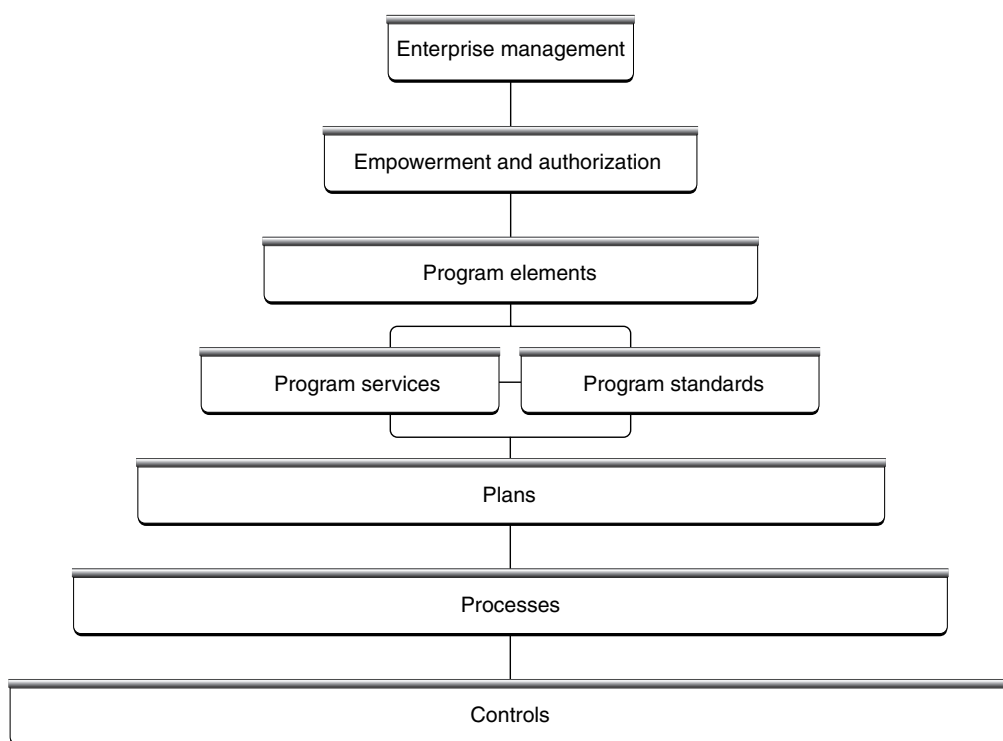 Enterprise management
Empowerment and authorization
Program elements
Program services
Program standards
Plans
Processes
Controls